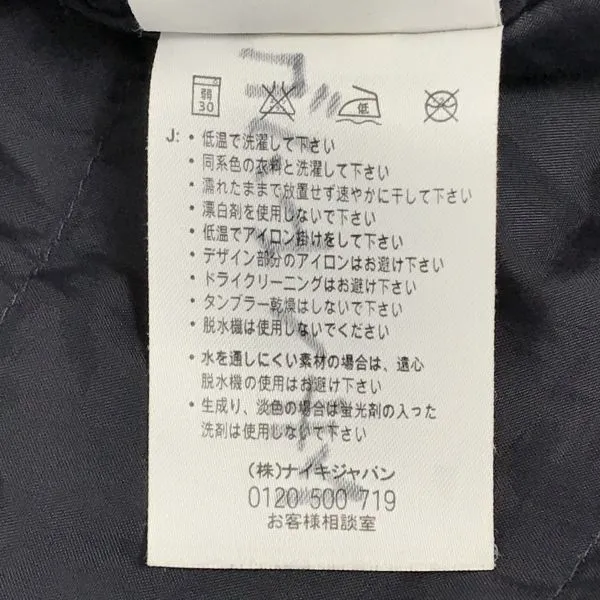 弱
30
低
J: • 低温で洗濯して下さい
• 同系色の衣料と洗濯して下さい
• 濡れたままで放置せず速やかに干して下さい
• 漂白剤を使用しないで下さい
• 低温でアイロン掛けをして下さい
• デザイン部分のアイロンはお避け下さい
• ドライクリーニングはお避け下さい
• タンブラー乾燥はしないで下さい
• 脱水機は使用しないでください
• 水を通しにくい素材の場合は、遠心
脱水機の使用はお避け下さい
• 生成り、淡色の場合は蛍光剤の入った
洗剤は使用しないで下さい
(株)ナイキジャパン
0120 500 719
お客様相談室